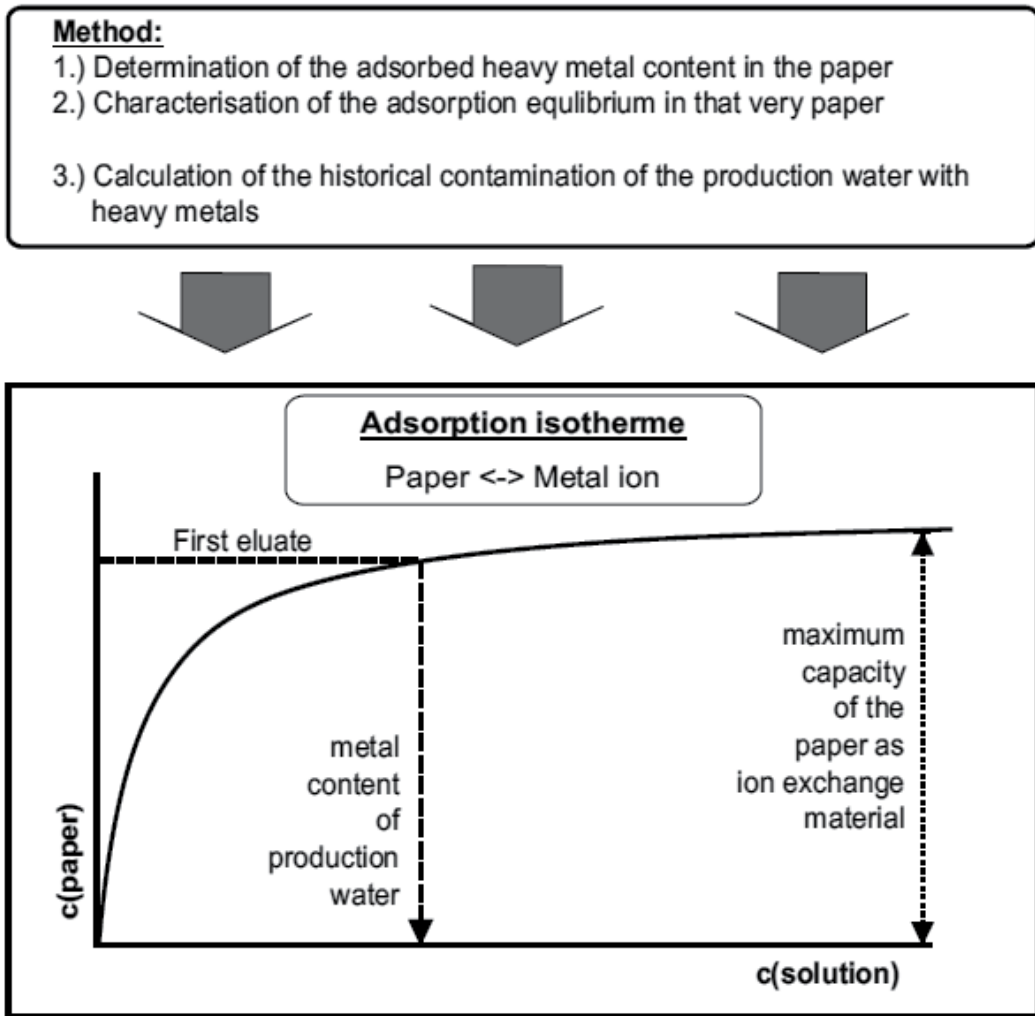 Method:
1.) Determination of the adsorbed heavy metal content in the paper
2.) Characterisation of the adsorption equlibrium in that very paper
3.) Calculation of the historical contamination of the production water with
heavy metals
Adsorption isotherme
Paper <-> Metal ion
First eluate
maximum
capacity
of the
paper as
ion exchange
material
metal
content
of
production
water
c(paper)
c(solution)